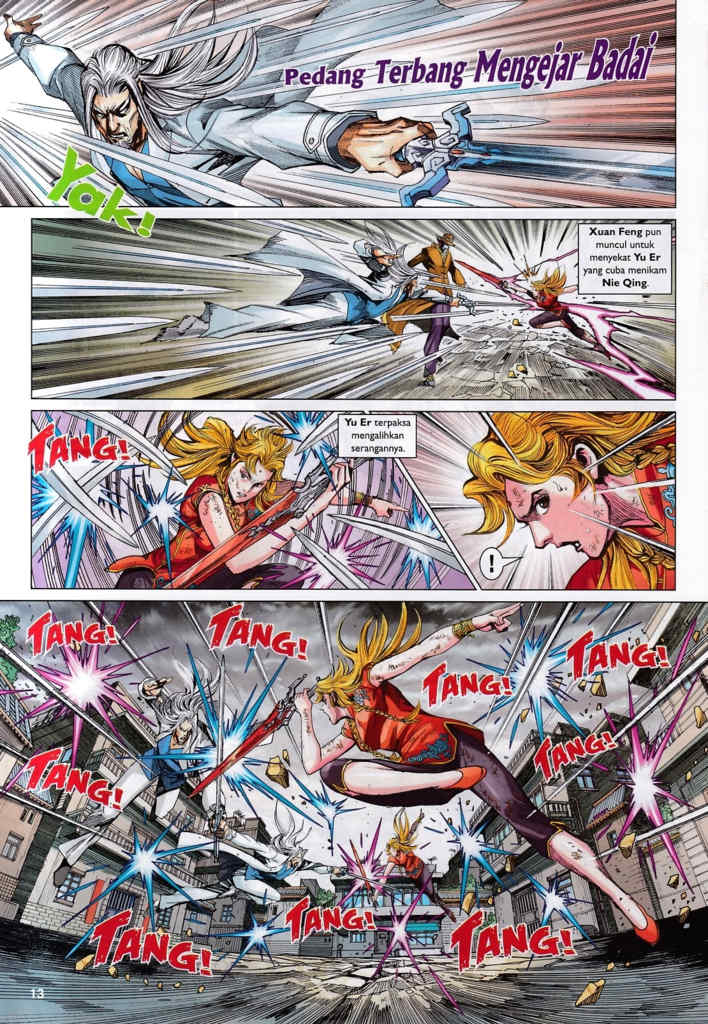 Pedang Terbang Mengejar Badai
Yak!
Xuan Feng pun
muncul untuk
menyekat Yu Er
yang cuba menikam
Nie Qing.
TANG!
Yu Er terpaksa
mengalihkan
serangannya.
!
TANG!
TANG!
TANG!
TANG!
TANG!
TANG!
TANG!
TANG!
TANG!
13